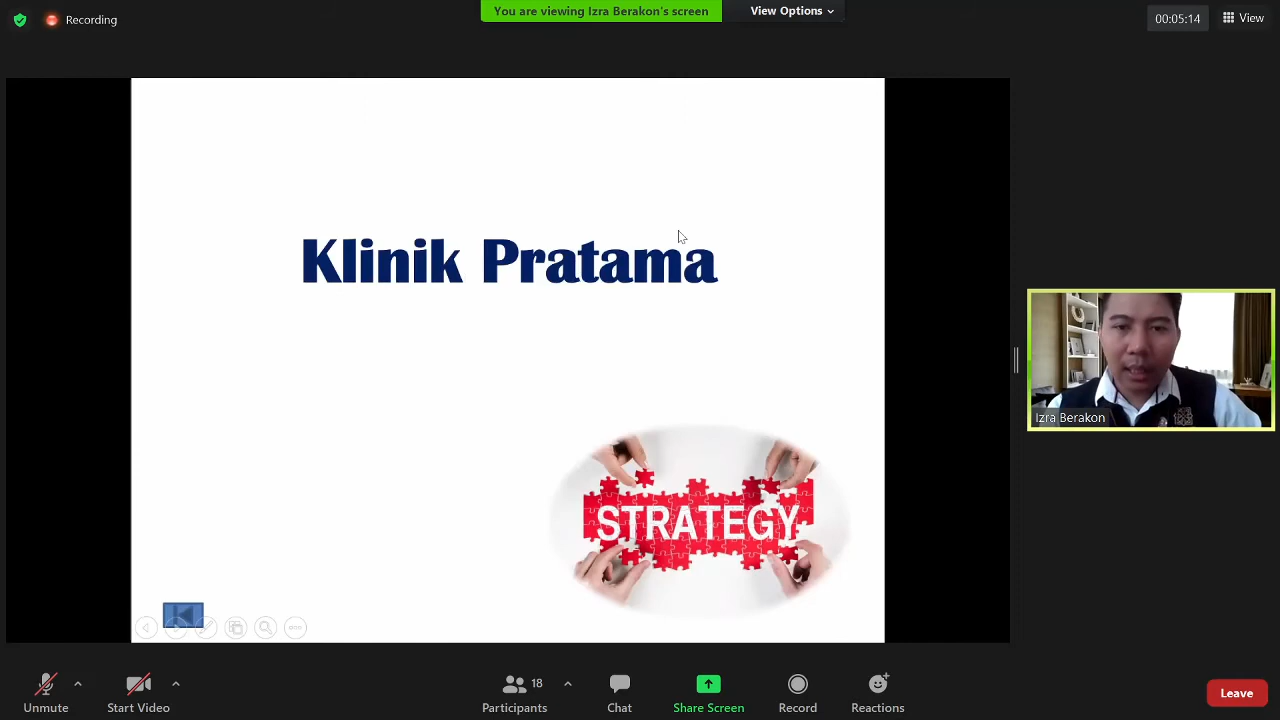 Recording
You are viewing Izra Berakon's screen
View Options
00:05:14
View
Klinik Pratama
STRATEGY
Izra Berakon
Unmute
Start Video
18
Participants
Chat
Share Screen
Record
Reactions
Leave